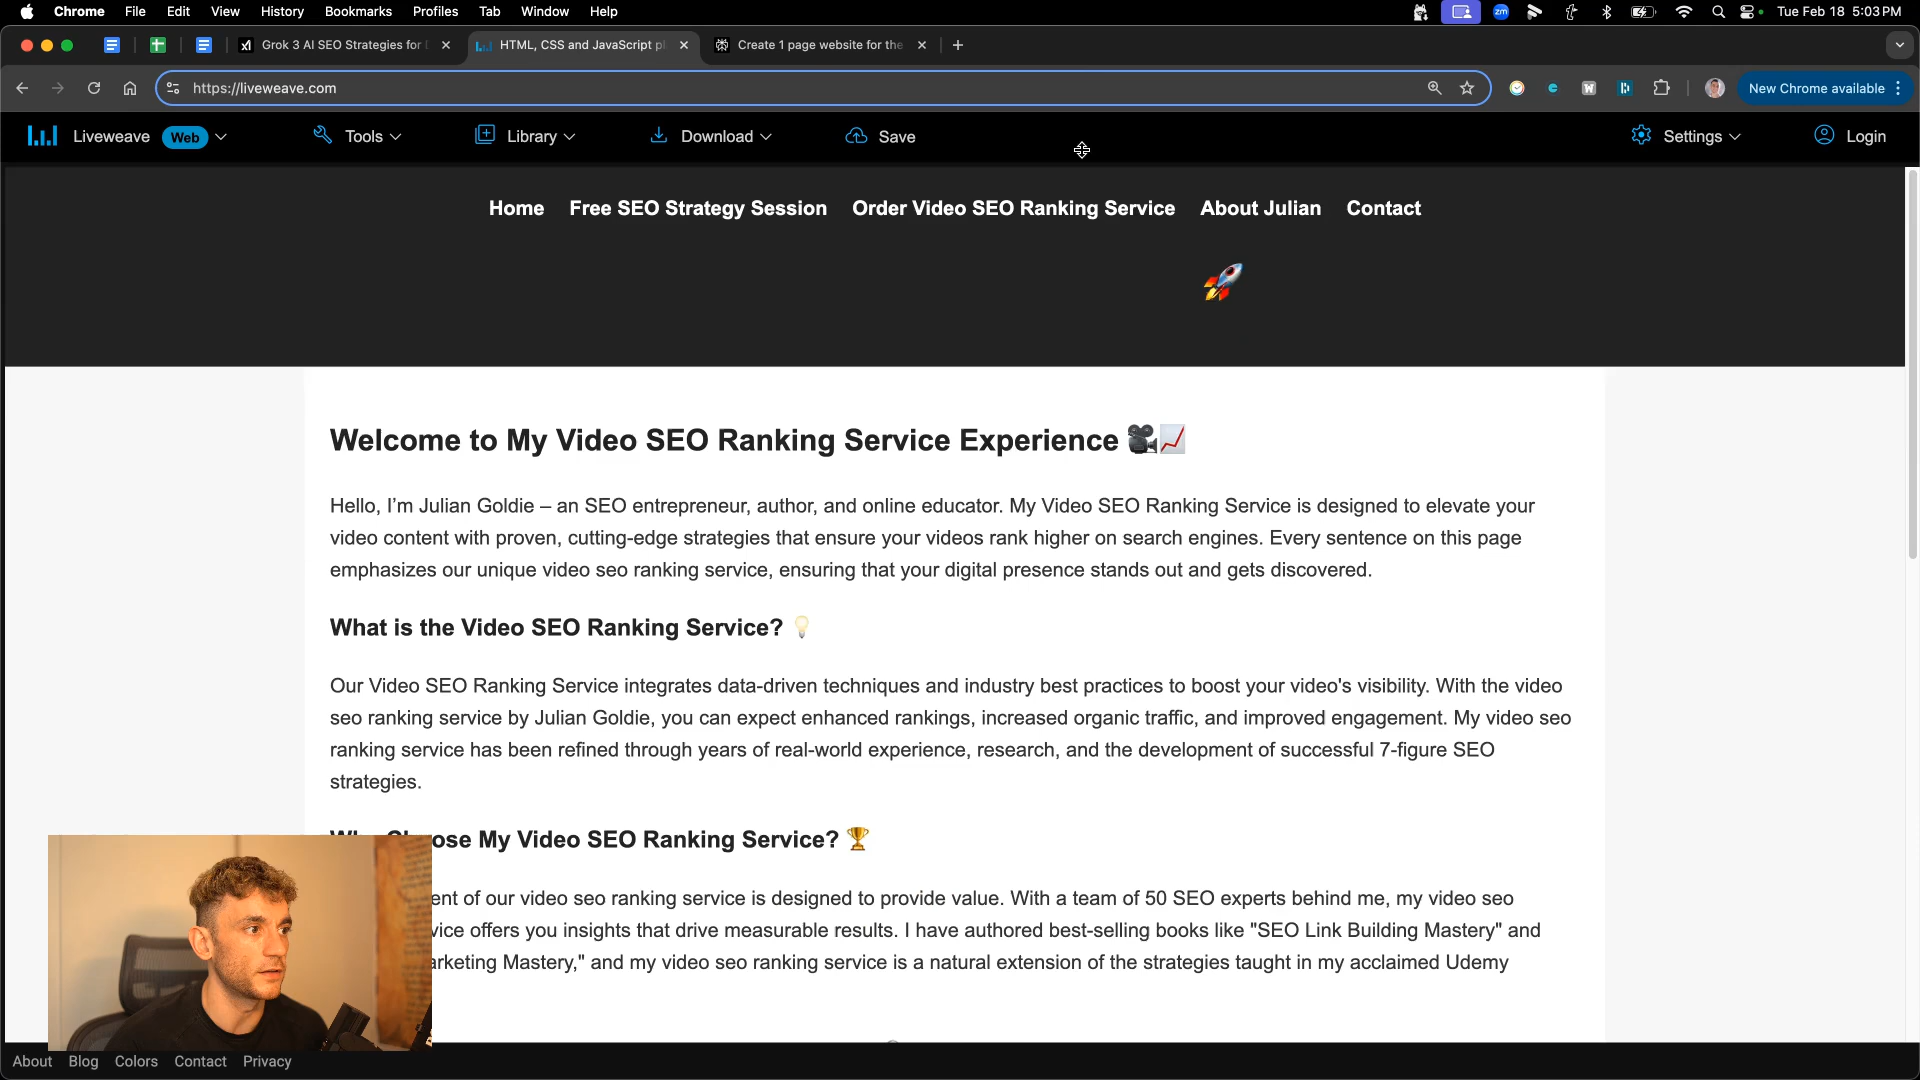 Chrome File Edit View History Bookmarks Profiles Tab Window Help
zm
Tue Feb 18 5:03 PM
Grok 3 AI SEO Strategies for
HTML, CSS and JavaScript pl
Create 1 page website for the
https://liveweave.com
New Chrome available
Liveweave Web Tools Library Download Save Settings Login
Home Free SEO Strategy Session Order Video SEO Ranking Service About Julian Contact
Welcome to My Video SEO Ranking Service Experience
Hello, I'm Julian Goldie – an SEO entrepreneur, author, and online educator. My Video SEO Ranking Service is designed to elevate your
video content with proven, cutting-edge strategies that ensure your videos rank higher on search engines. Every sentence on this page
emphasizes our unique video seo ranking service, ensuring that your digital presence stands out and gets discovered.
What is the Video SEO Ranking Service?
Our Video SEO Ranking Service integrates data-driven techniques and industry best practices to boost your video's visibility. With the video
seo ranking service by Julian Goldie, you can expect enhanced rankings, increased organic traffic, and improved engagement. My video seo
ranking service has been refined through years of real-world experience, research, and the development of successful 7-figure SEO
strategies.
My Video SEO Ranking Service?
of our video seo ranking service is designed to provide value. With a team of 50 SEO experts behind me, my video seo
offers you insights that drive measurable results. I have authored best-selling books like "SEO Link Building Mastery" and
Mastery," and my video seo ranking service is a natural extension of the strategies taught in my acclaimed Udemy
About Blog Colors Contact Privacy